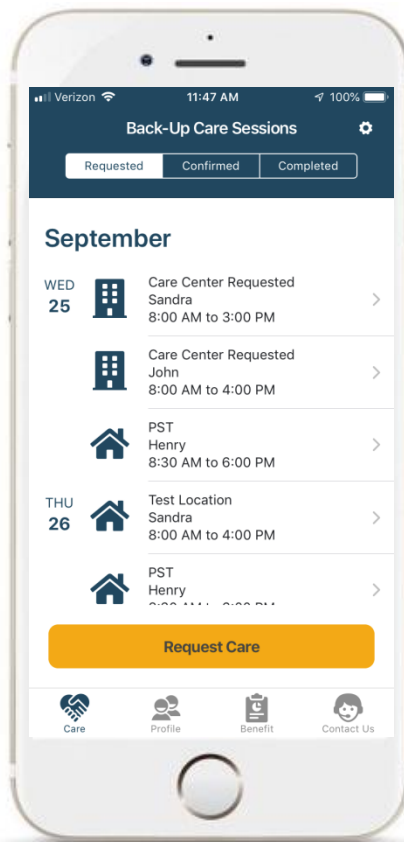 Verizon 11:47 AM 100%
Back-Up Care Sessions
Requested Confirmed Completed
September
WED
25
Care Center Requested
Sandra
8:00 AM to 3:00 PM
Care Center Requested
John
8:00 AM to 4:00 PM
PST
Henry
8:30 AM to 6:00 PM
THU
26
Test Location
Sandra
8:00 AM to 4:00 PM
PST
Henry
Request Care
Care Profile Benefit Contact Us